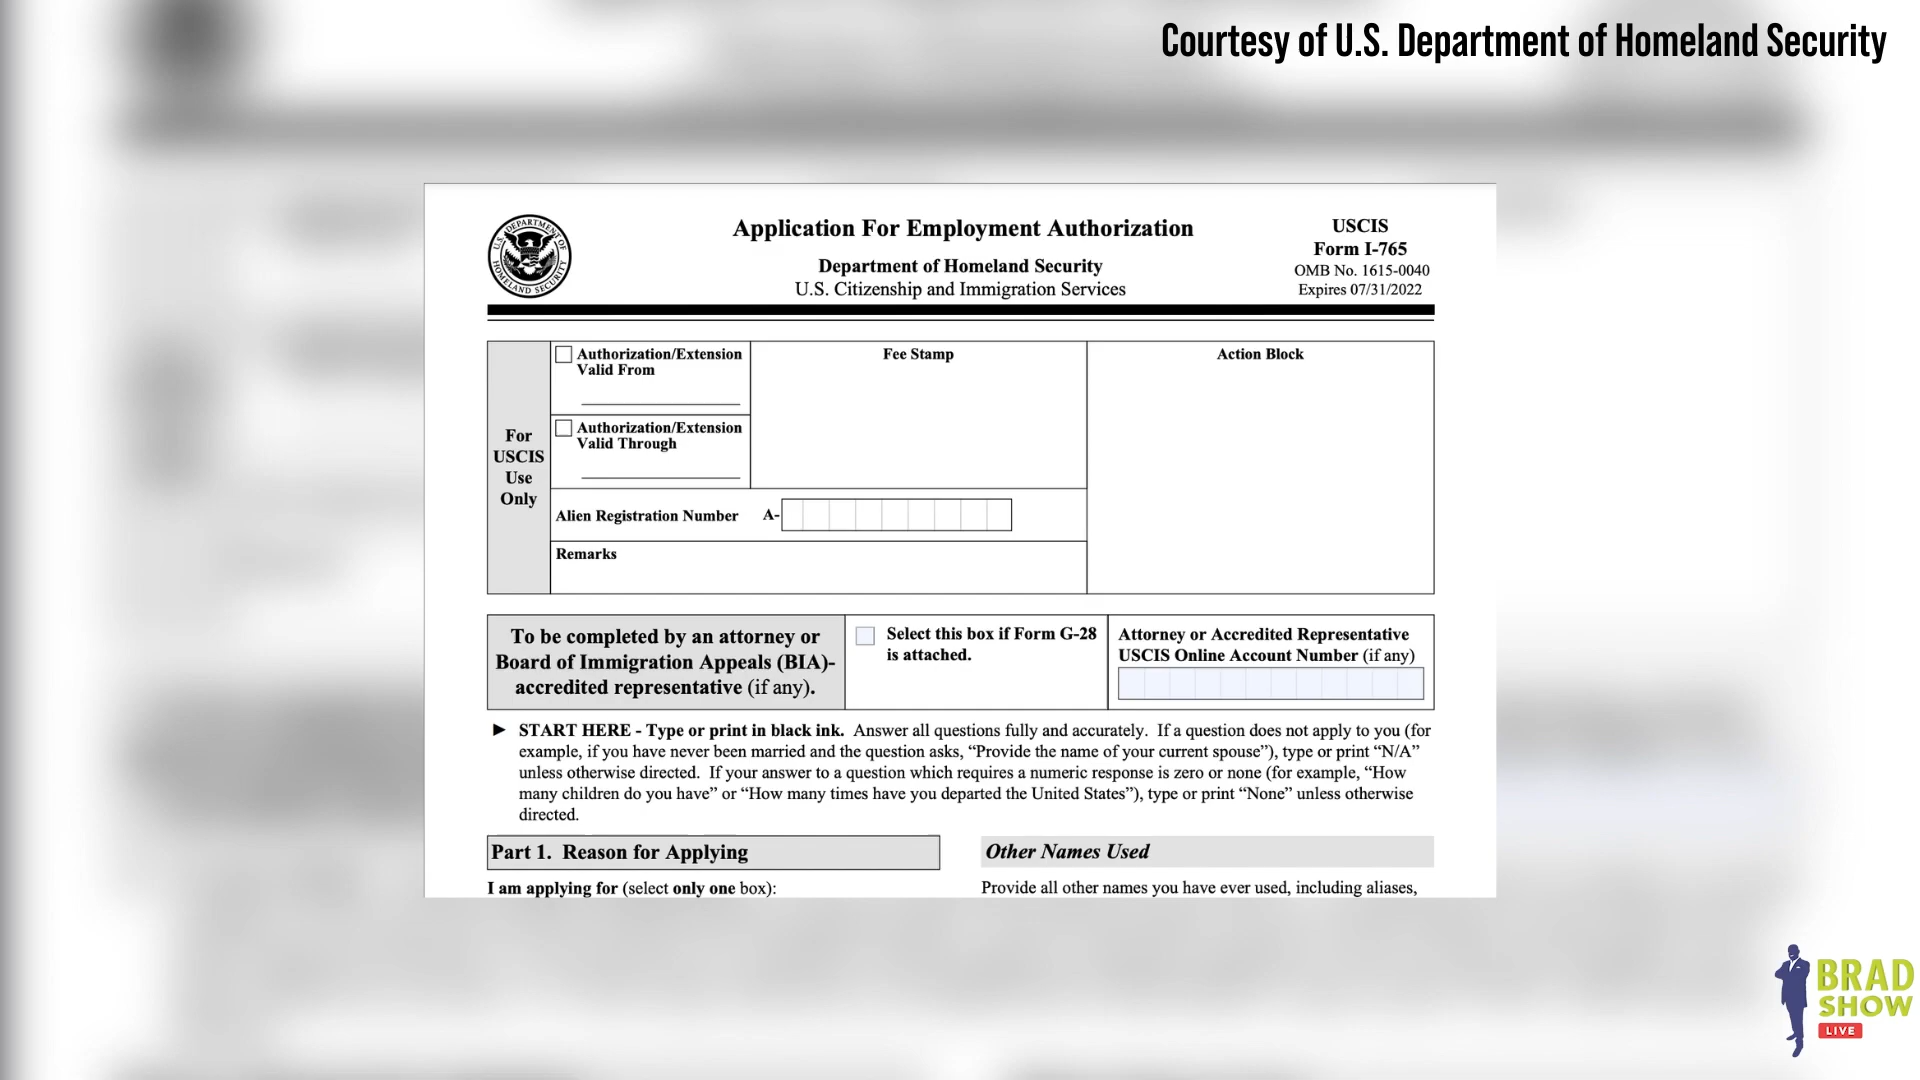 Courtesy of U.S. Department of Homeland Security
U.S. DEPARTMENT OF
HOMELAND SECURITY
Application For Employment Authorization
Department of Homeland Security
U.S. Citizenship and Immigration Services
USCIS
Form I-765
OMB No. 1615-0040
Expires 07/31/2022
For
USCIS
Use
Only
Authorization/Extension
Valid From
Authorization/Extension
Valid Through
Fee Stamp
Action Block
Alien Registration Number A-
Remarks
To be completed by an attorney or
Board of Immigration Appeals (BIA)-
accredited representative (if any).
Select this box if Form G-28
is attached.
Attorney or Accredited Representative
USCIS Online Account Number (if any)
► START HERE - Type or print in black ink. Answer all questions fully and accurately. If a question does not apply to you (for
example, if you have never been married and the question asks, “Provide the name of your current spouse”), type or print “N/A”
unless otherwise directed. If your answer to a question which requires a numeric response is zero or none (for example, “How
many children do you have” or “How many times have you departed the United States”), type or print “None” unless otherwise
directed.
Part 1. Reason for Applying
I am applying for (select only one box):
Other Names Used
Provide all other names you have ever used, including aliases,
BRAD
SHOW
LIVE